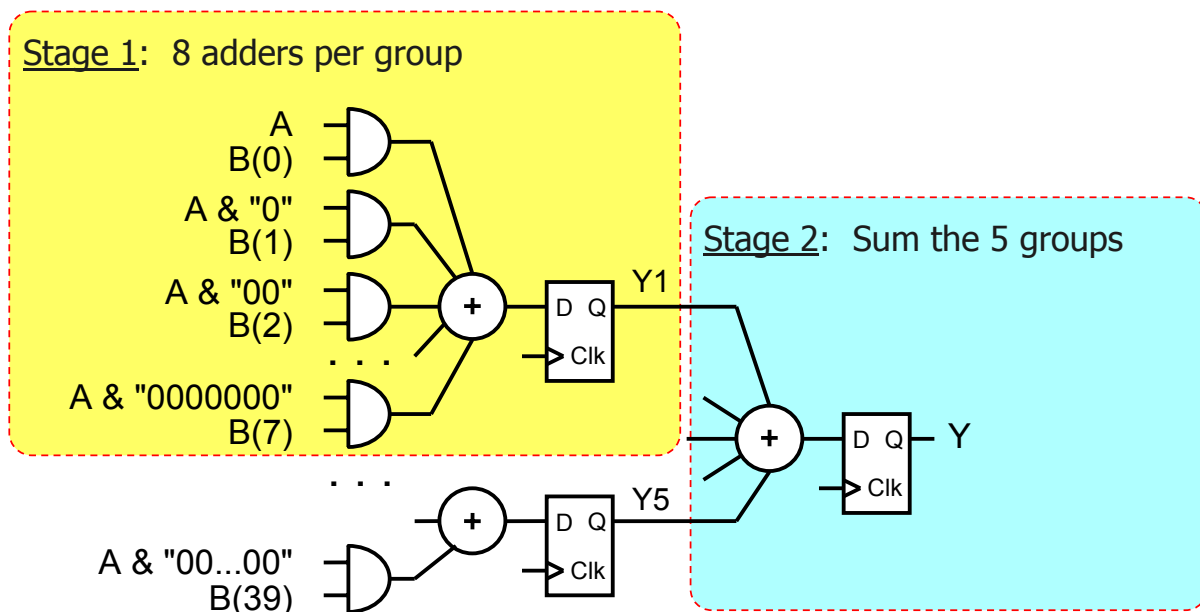 Stage 1: 8 adders per group
A
B(0)
A & "0"
B(1)
A & "00"
B(2)
. . .
A & "0000000"
B(7)
+
D Q
Clk
Y1
Stage 2: Sum the 5 groups
+
D Q
Clk
Y
. . .
+
D Q
Clk
Y5
A & "00...00"
B(39)